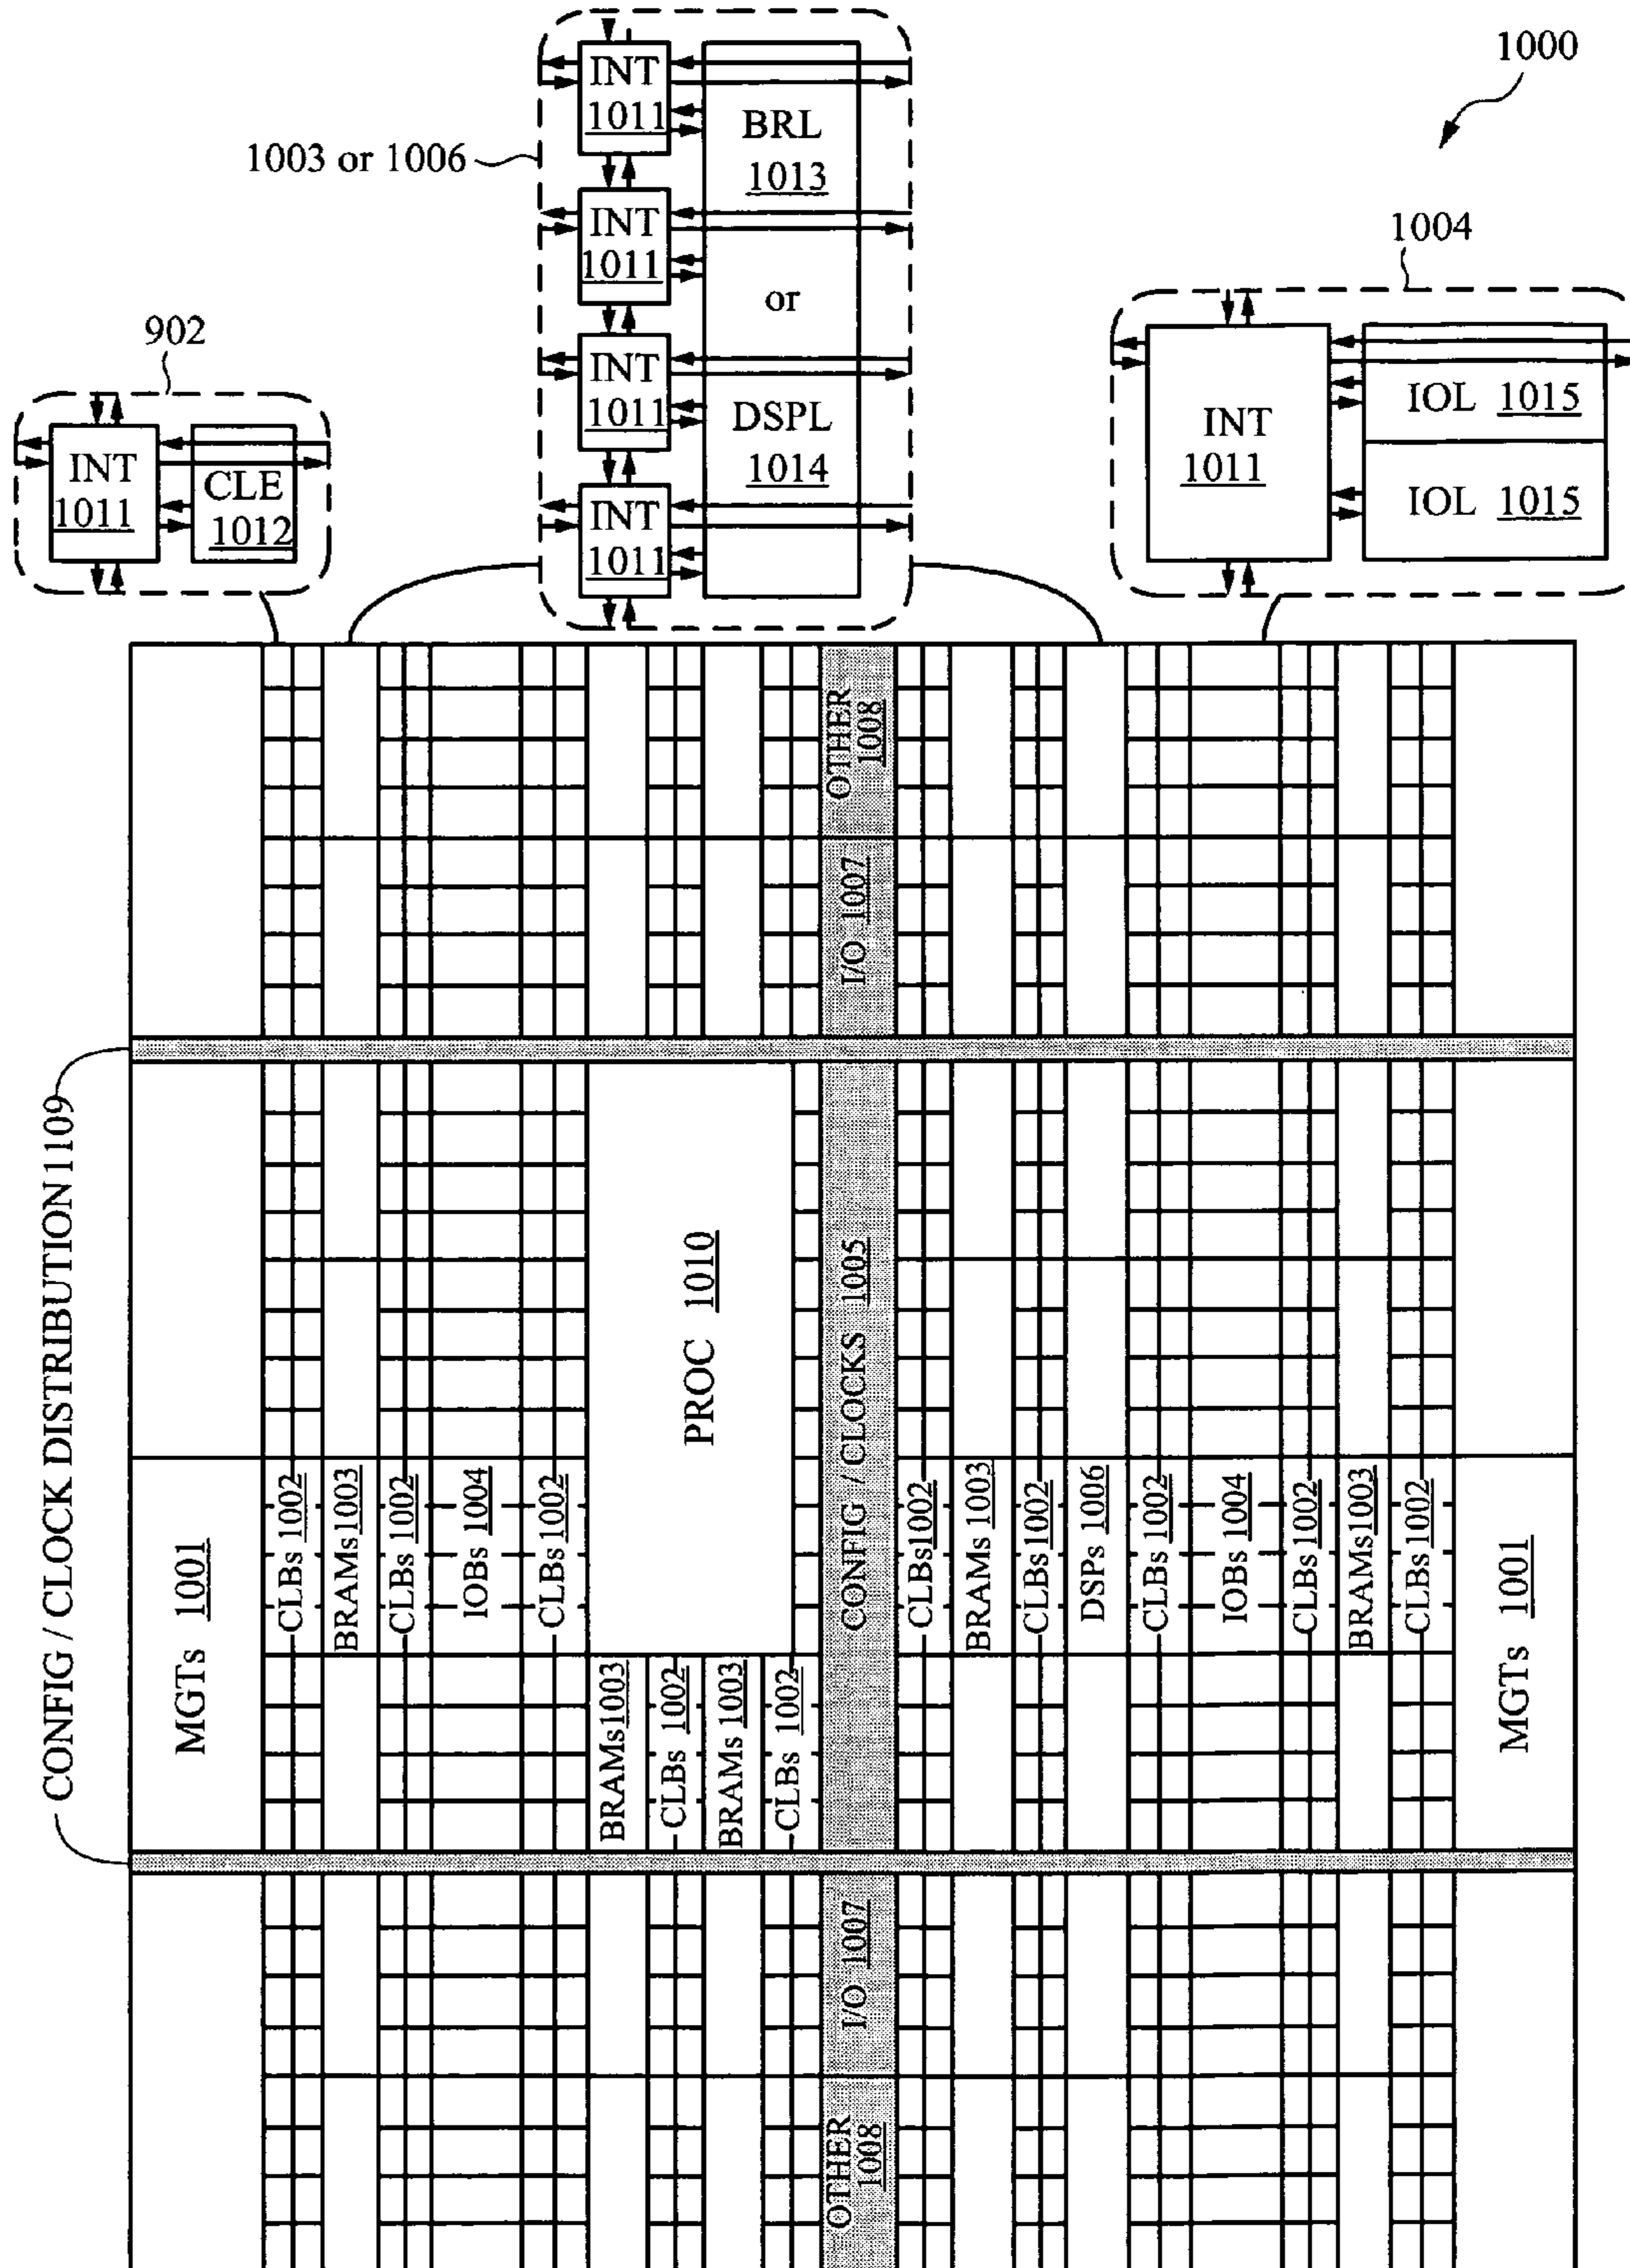 1000
1003 or 1006
INT
1011
INT
1011
INT
1011
INT
1011
BRL
1013
or
DSPL
1014
1004
INT
1011
IOL 1015
IOL 1015
902
INT
1011
CLE
1012
OTHER
1008
I/O 1007
CONFIG / CLOCK DISTRIBUTION 1109
PROC 1010
CONFIG / CLOCKS 1005
MGTs 1001
CLBs 1002
BRAMs 1003
CLBs 1002
IOBs 1004
CLBs 1002
BRAMs 1003
CLBs 1002
BRAMs 1003
CLBs 1002
CLBs 1002
BRAMs 1003
CLBs 1002
DSPs 1006
CLBs 1002
IOBs 1004
CLBs 1002
BRAMs 1003
CLBs 1002
MGTs 1001
I/O 1007
OTHER
1008